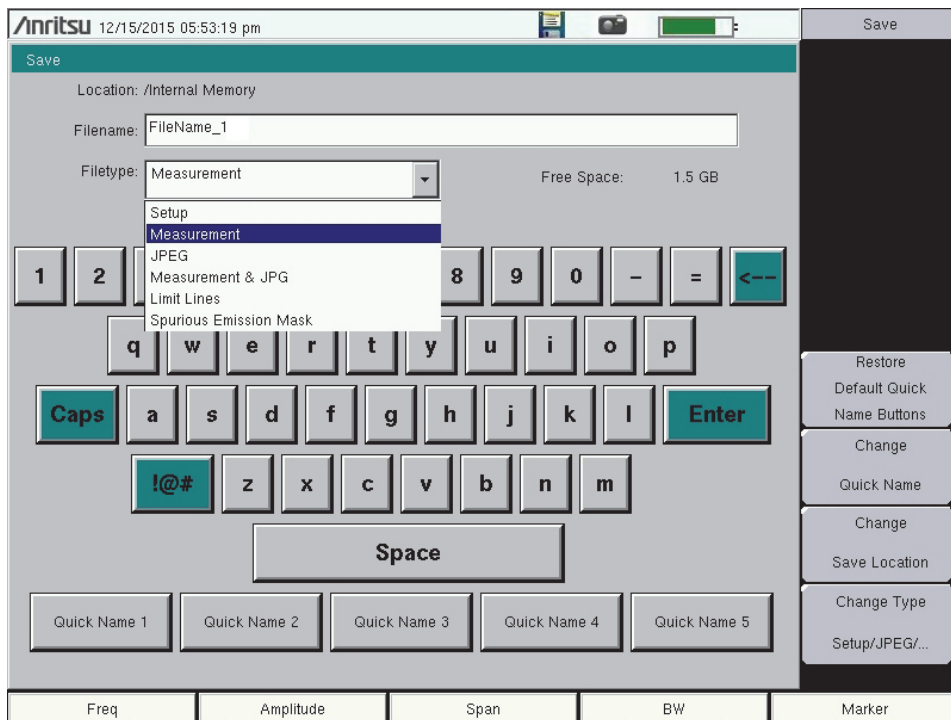 Anritsu 12/15/2015 05:53:19 pm
Save
Save
Location: /Internal Memory
Filename: FileName_1
Filetype: Measurement
Free Space: 1.5 GB
Setup
Measurement
JPEG
Measurement & JPG
Limit Lines
Spurious Emission Mask
1 2 8 9 0 - = <--
q w e r t y u i o p
Caps a s d f g h j k l Enter
!@# z x c v b n m
Space
Quick Name 1 Quick Name 2 Quick Name 3 Quick Name 4 Quick Name 5
Restore
Default Quick
Name Buttons
Change
Quick Name
Change
Save Location
Change Type
Setup/JPEG/...
Freq Amplitude Span BW Marker